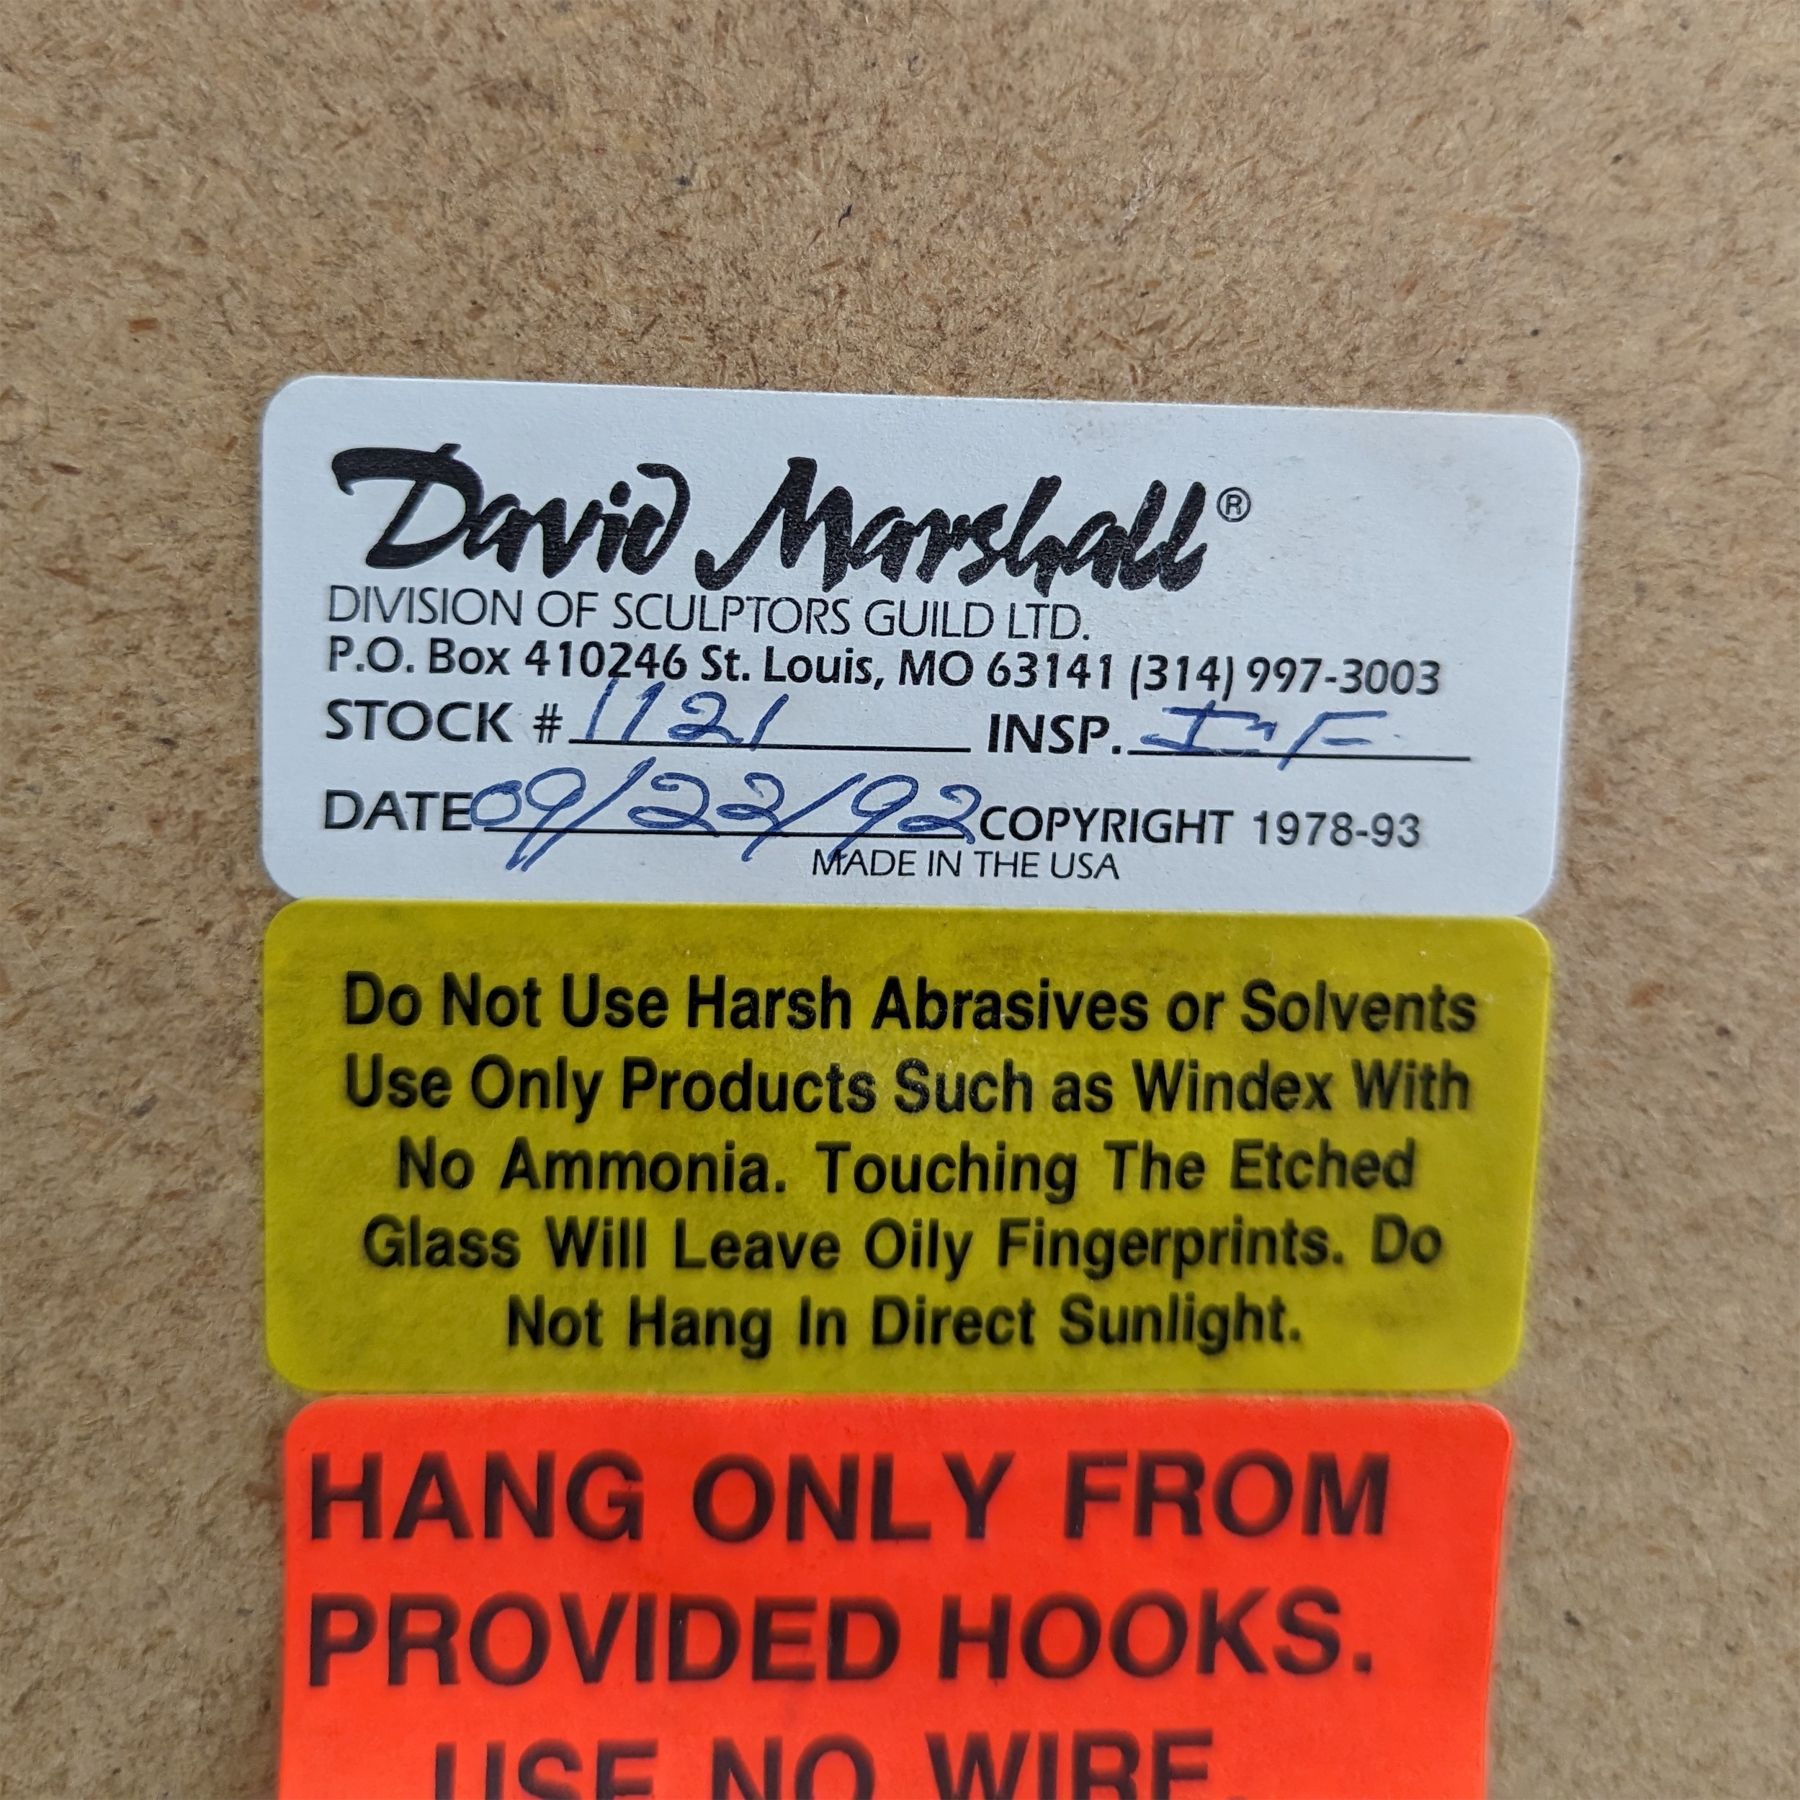 David Marshall®
DIVISION OF SCULPTORS GUILD LTD.
P.O. Box 410246 St. Louis, MO 63141 (314) 997-3003
STOCK # 1121 INSP.
DATE 09/22/92 COPYRIGHT 1978-93
MADE IN THE USA
Do Not Use Harsh Abrasives or Solvents
Use Only Products Such as Windex With
No Ammonia. Touching The Etched
Glass Will Leave Oily Fingerprints. Do
Not Hang In Direct Sunlight.
HANG ONLY FROM
PROVIDED HOOKS.
USE NO WIRE.